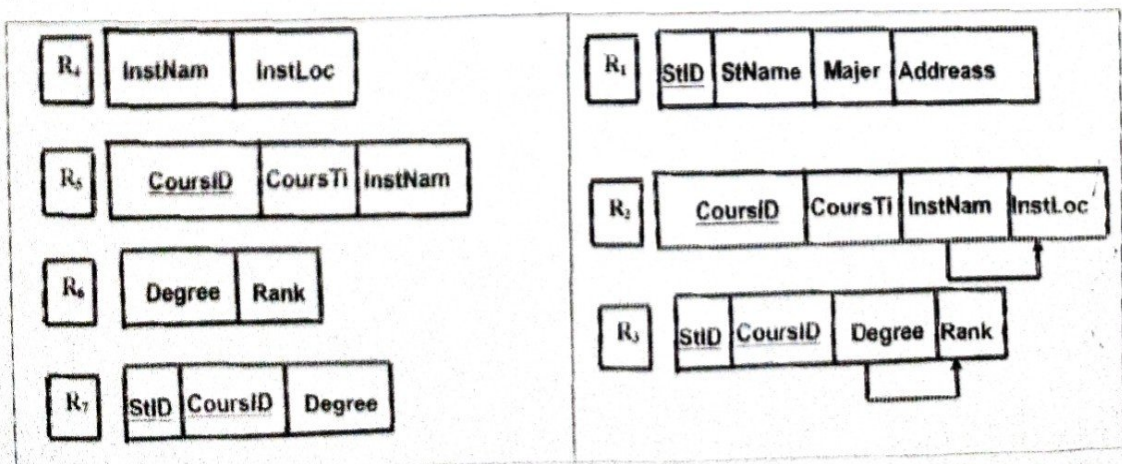 R₄ InstNam InstLoc
R₅ CoursID CoursTi InstNam
R₆ Degree Rank
R₇ StID CoursID Degree
R₁ StID StName Majer Addreass
R₂ CoursID CoursTi InstNam InstLoc
R₃ StID CoursID Degree Rank